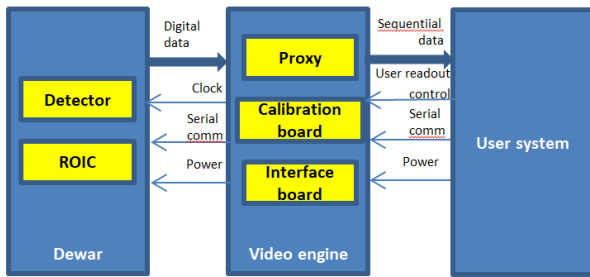 Digital
data
Clock
Serial
comm
Power
Detector
ROIC
Dewar
Proxy
Calibration
board
Interface
board
Video engine
Sequentiial
data
User readout
control
Serial
comm
Power
User system